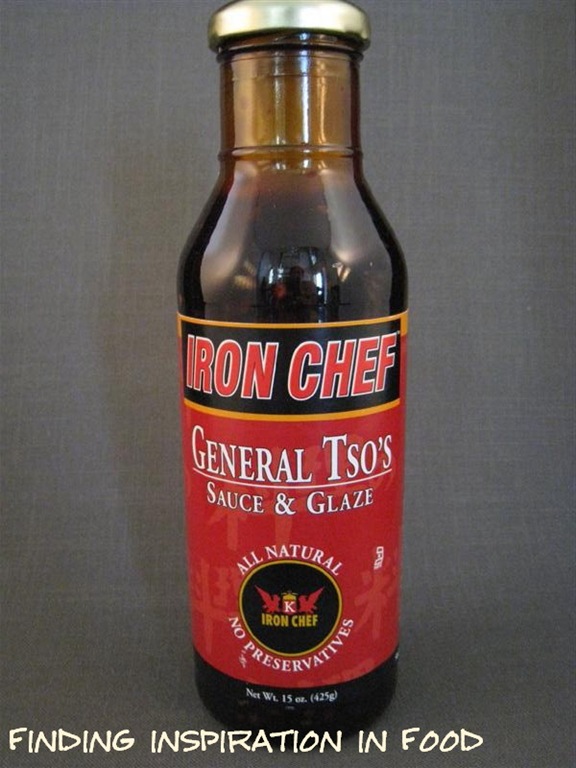 IRON CHEF
GENERAL TSO'S
SAUCE & GLAZE
ALL NATURAL
K
IRON CHEF
NO PRESERVATIVES
Net Wt. 15 oz. (425g)
FINDING INSPIRATION IN FOOD